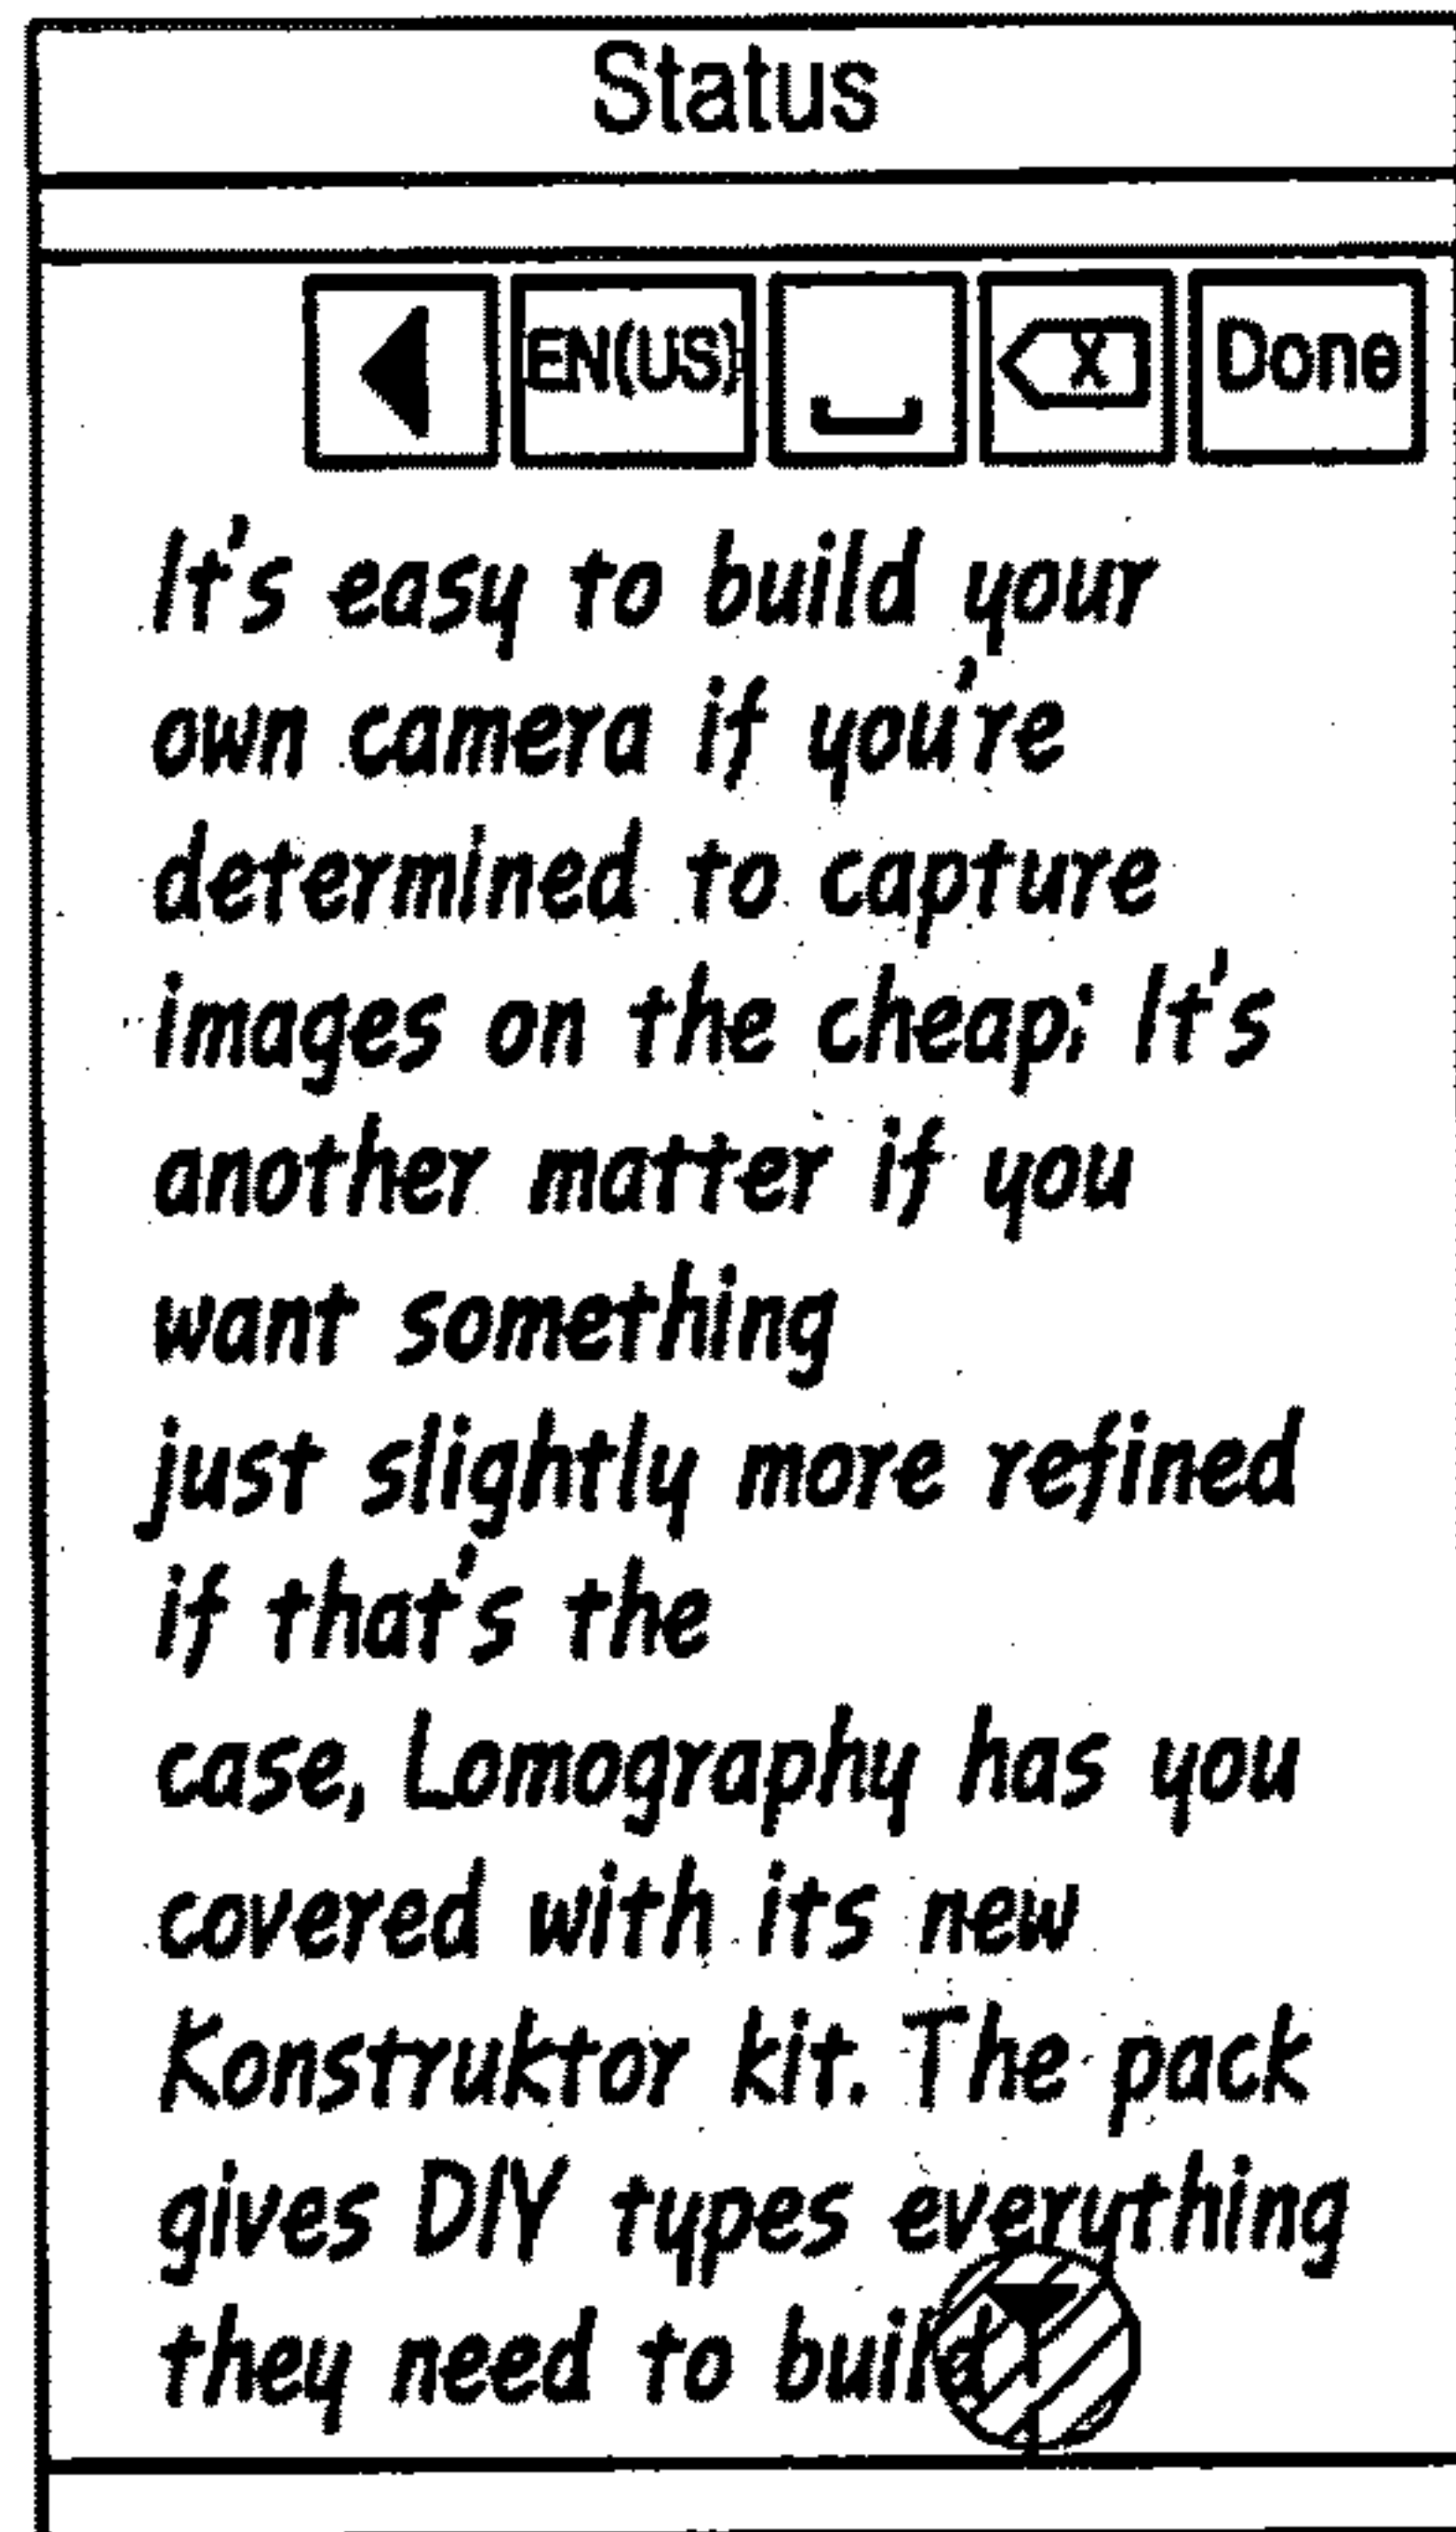 Status
EN(US) X Done
It's easy to build your
own camera if you're
determined to capture
images on the cheap; It's
another matter if you
want something
just slightly more refined
if that's the
case, Lomography has you
covered with its new
Konstruktor kit. The pack
gives DIY types everything
they need to build